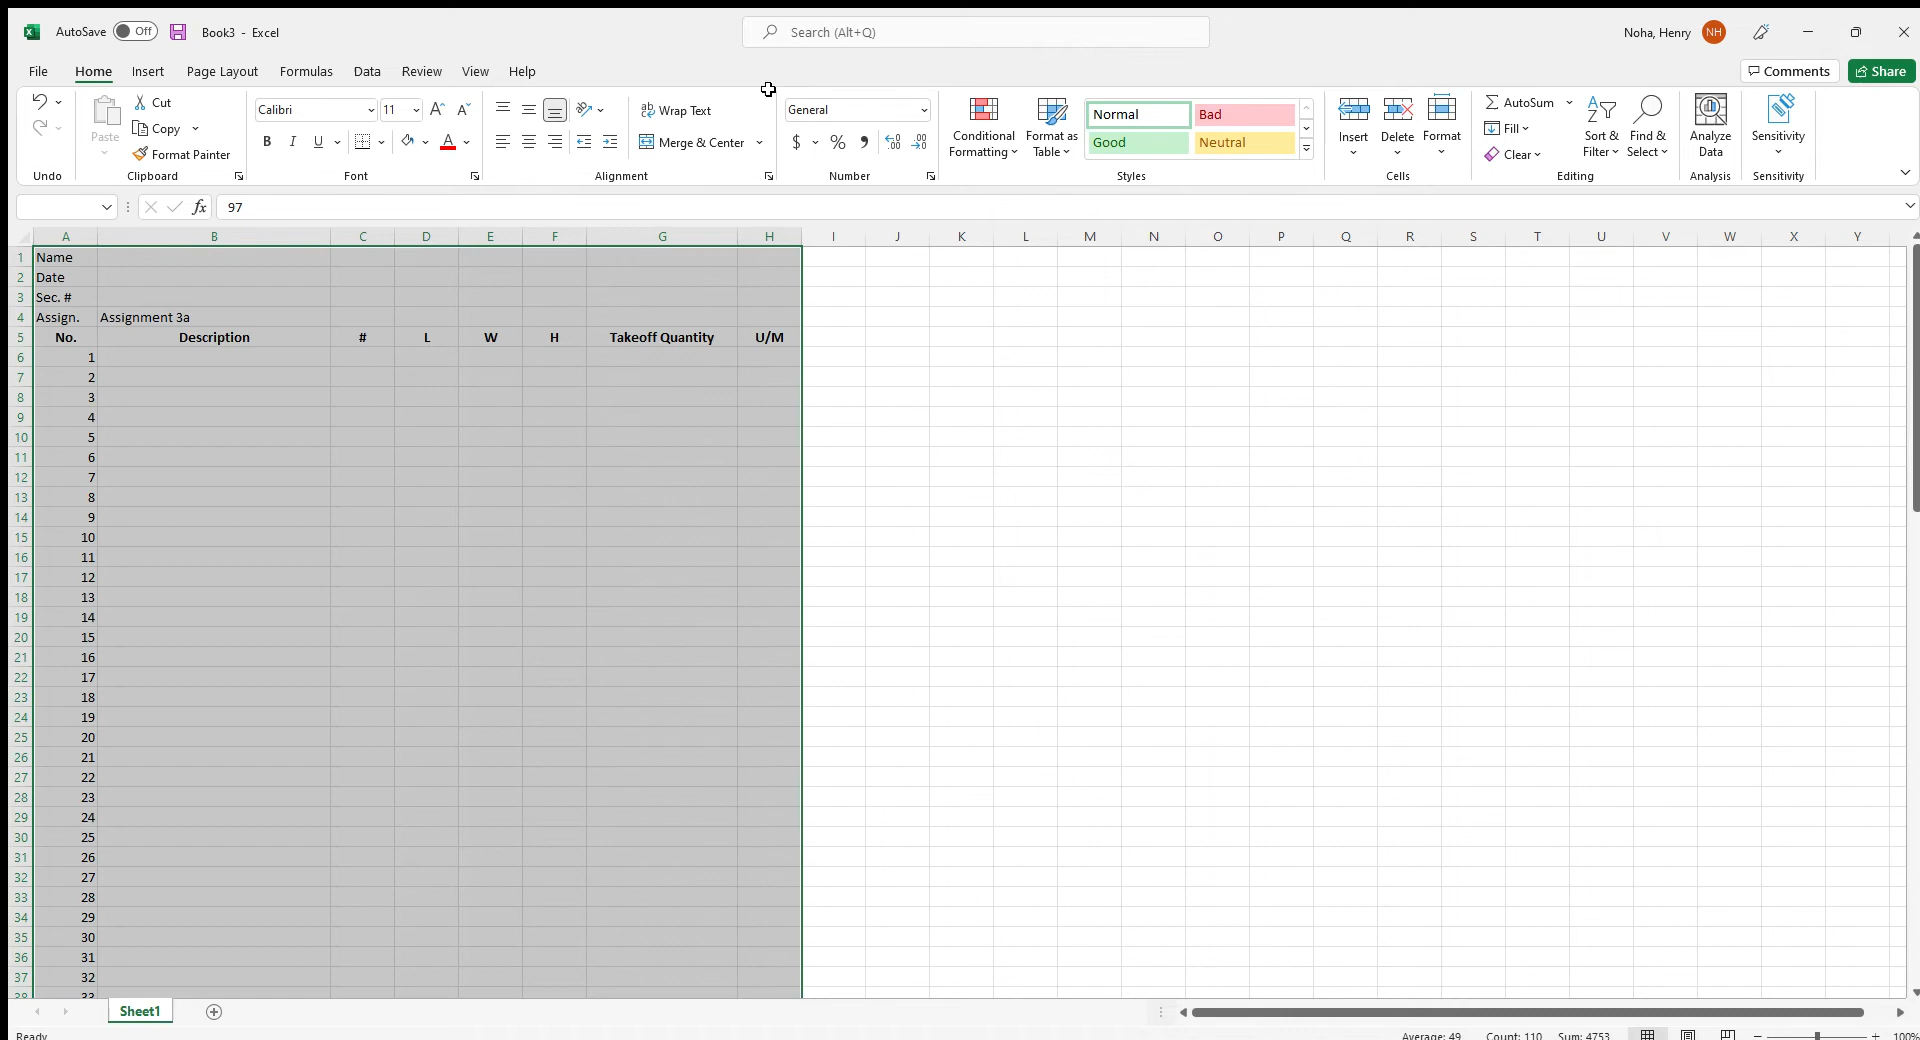 AutoSave Off Book3 - Excel Search (Alt+Q) Noha, Henry NH
File Home Insert Page Layout Formulas Data Review View Help Comments Share
Paste Cut Copy Format Painter
Calibri 11 B I U A
ab Wrap Text Merge & Center
General $ % 9
Conditional Formatting Format as Table Normal Bad Good Neutral
Insert Delete Format
AutoSum Fill Clear Sort & Filter Find & Select
Analyze Data Sensitivity
Undo Clipboard Font Alignment Number Styles Cells Editing Analysis Sensitivity
fx 97
A B C D E F G H I J K L M N O P Q R S T U V W X Y
1 Name
2 Date
3 Sec. #
4 Assign. Assignment 3a
5 No. Description # L W H Takeoff Quantity U/M
6 1
7 2
8 3
9 4
10 5
11 6
12 7
13 8
14 9
15 10
16 11
17 12
18 13
19 14
20 15
21 16
22 17
23 18
24 19
25 20
26 21
27 22
28 23
29 24
30 25
31 26
32 27
33 28
34 29
35 30
36 31
37 32
38 33
Sheet1
Ready Average: 49 Count: 110 Sum: 4753 100%